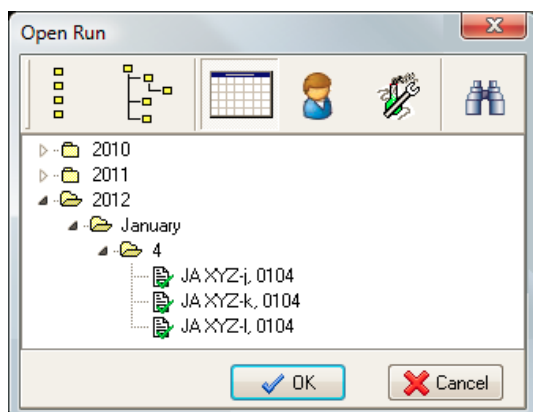 Open Run
2010
2011
2012
January
4
JA XYZ-j, 0104
JA XYZ-k, 0104
JA XYZ-l, 0104
OK
Cancel